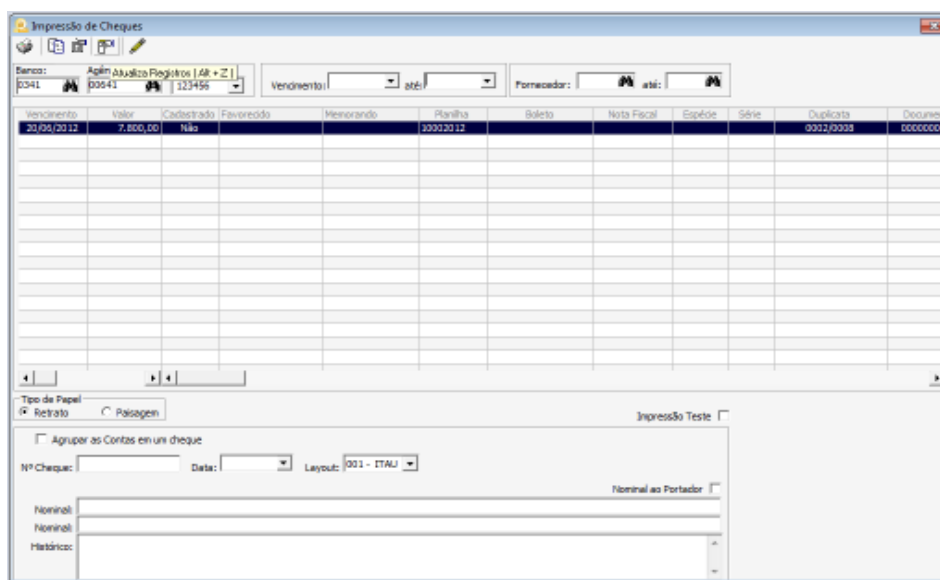 Impressão de Cheques
Banco: Agên Atualiza Registros | Alt + Z |
0341 00641 123456 Vencimento: até: Fornecedor: até:
Vencimento Valor Cadastrado Favorecido Memorando Planilha Boleto Nota Fiscal Espécie Série Duplicata Documen
20/06/2012 7.800,00 Não 10002012 0002/0008 0000000
Tipo de Papel
Retrato Paisagem Impressão Teste
Agrupar as Contas em um cheque
Nº Cheque: Data: Layout: 001 - ITAU
Nominal ao Portador
Nominal:
Nominal:
Histórico: